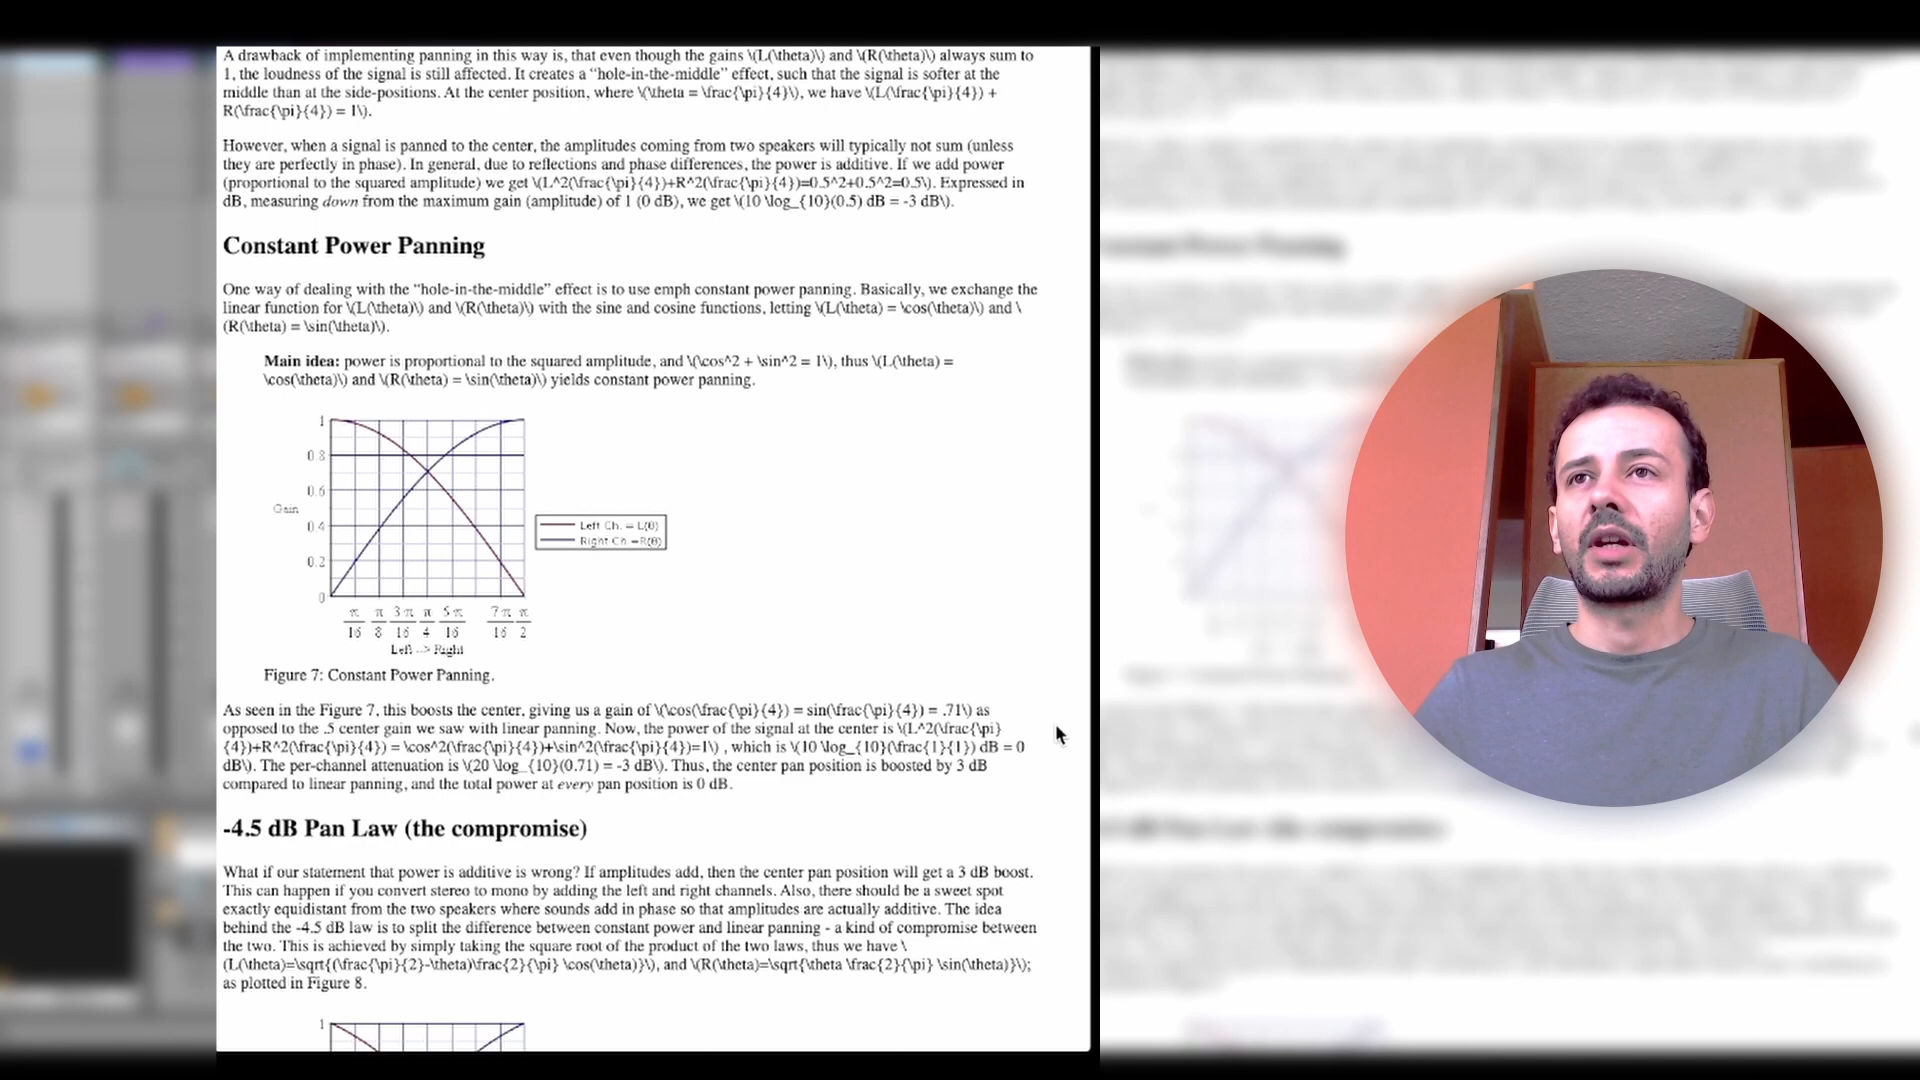 A drawback of implementing panning in this way is, that even though the gains \(L(\theta)\) and \(R(\theta)\) always sum to
1, the loudness of the signal is still affected. It creates a “hole-in-the-middle” effect, such that the signal is softer at the
middle than at the side-positions. At the center position, where \(\theta = \frac{\pi}{4}\), we have \(L(\frac{\pi}{4}) +
R(\frac{\pi}{4}) = 1\).
However, when a signal is panned to the center, the amplitudes coming from two speakers will typically not sum (unless
they are perfectly in phase). In general, due to reflections and phase differences, the power is additive. If we add power
(proportional to the squared amplitude) we get \(L^2(\frac{\pi}{4})+R^2(\frac{\pi}{4})=0.5^2+0.5^2=0.5\). Expressed in
dB, measuring down from the maximum gain (amplitude) of 1 (0 dB), we get \(10 \log_{10}(0.5) dB = -3 dB\).
Constant Power Panning
One way of dealing with the “hole-in-the-middle” effect is to use emph constant power panning. Basically, we exchange the
linear function for \(L(\theta)\) and \(R(\theta)\) with the sine and cosine functions, letting \(L(\theta) = \cos(\theta)\) and \
(R(\theta) = \sin(\theta)\).
Main idea: power is proportional to the squared amplitude, and \(\cos^2 + \sin^2 = 1\), thus \(L(\theta) =
\cos(\theta)\) and \(R(\theta) = \sin(\theta)\) yields constant power panning.
1
0.8
0.6
Gain
0.4
0.2
0
Left Ch. = L(θ)
Right Ch =R(θ)
π π 3π π 5π 7π π
16 8 16 4 16 16 2
Left -> Right
Figure 7: Constant Power Panning.
As seen in the Figure 7, this boosts the center, giving us a gain of \(\cos(\frac{\pi}{4}) = sin(\frac{\pi}{4}) = .71\) as
opposed to the .5 center gain we saw with linear panning. Now, the power of the signal at the center is \(L^2(\frac{\pi}
{4})+R^2(\frac{\pi}{4}) = \cos^2(\frac{\pi}{4})+\sin^2(\frac{\pi}{4})=1\) , which is \(10 \log_{10}(\frac{1}{1}) dB = 0
dB\). The per-channel attenuation is \(20 \log_{10}(0.71) = -3 dB\). Thus, the center pan position is boosted by 3 dB
compared to linear panning, and the total power at every pan position is 0 dB.
-4.5 dB Pan Law (the compromise)
What if our statement that power is additive is wrong? If amplitudes add, then the center pan position will get a 3 dB boost.
This can happen if you convert stereo to mono by adding the left and right channels. Also, there should be a sweet spot
exactly equidistant from the two speakers where sounds add in phase so that amplitudes are actually additive. The idea
behind the -4.5 dB law is to split the difference between constant power and linear panning - a kind of compromise between
the two. This is achieved by simply taking the square root of the product of the two laws, thus we have \
(L(\theta)=\sqrt{(\frac{\pi}{2}-\theta)\frac{2}{\pi} \cos(\theta)}\), and \(R(\theta)=\sqrt{\theta \frac{2}{\pi} \sin(\theta)}\);
as plotted in Figure 8.
1